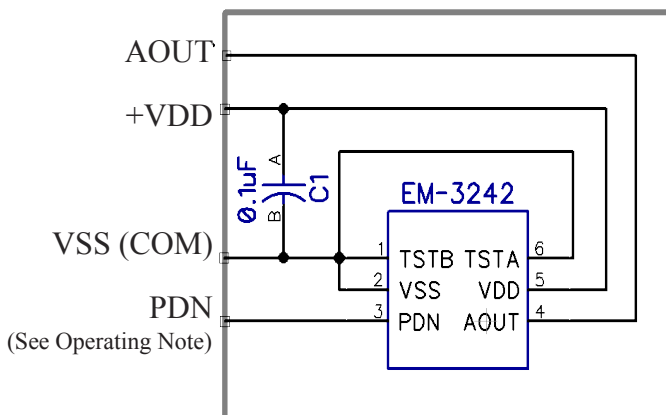 AOUT
+VDD
A
0.1uF
C1
B
EM-3242
VSS (COM)
1
TSTB
TSTA
6
2
VSS
VDD
5
PDN
3
PDN
AOUT
4
(See Operating Note)